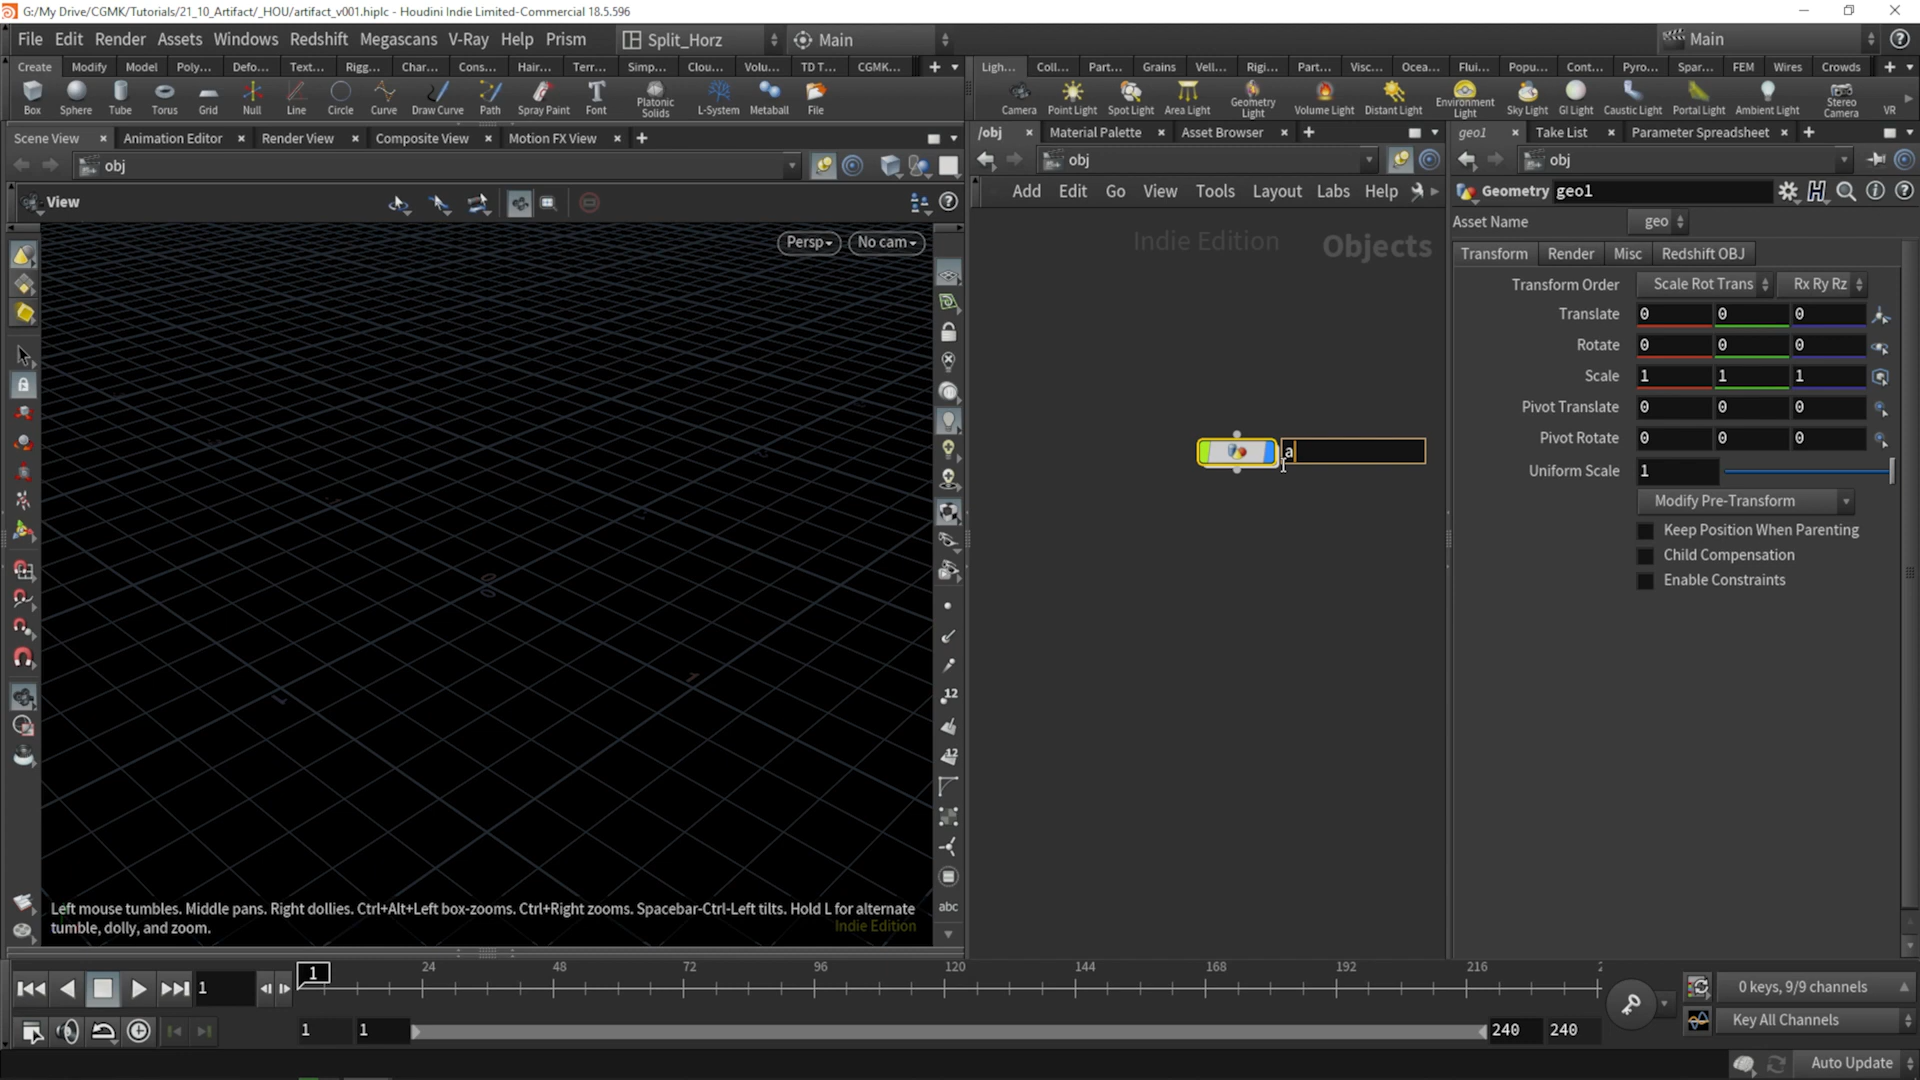 G:/My Drive/CGMK/Tutorials/21_10_Artifact/_HOU/artifact_v001.hiplc - Houdini Indie Limited-Commercial 18.5.596
File Edit Render Assets Windows Redshift Megascans V-Ray Help Prism Split_Horz Main Main
Create Modify Model Poly... Defo... Text... Rigg... Char... Cons... Hair... Terr... Simp... Clou... Volu... TD T... CGMK...
Ligh... Coll... Part... Grains Vell... Rigi... Part... Visc... Ocea... Flui... Popu... Cont... Pyro... Spar... FEM Wires Crowds
Box Sphere Tube Torus Grid Null Line Circle Curve Draw Curve Path Spray Paint Font Platonic Solids L-System Metaball File
Camera Point Light Spot Light Area Light Geometry Light Volume Light Distant Light Environment Light Sky Light GI Light Caustic Light Portal Light Ambient Light Stereo Camera VR
Scene View Animation Editor Render View Composite View Motion FX View
/obj Material Palette Asset Browser
geo1 Take List Parameter Spreadsheet
obj
obj
obj
View
Add Edit Go View Tools Layout Labs Help
Geometry geo1
Asset Name geo
Persp No cam
Indie Edition Objects
Transform Render Misc Redshift OBJ
Transform Order Scale Rot Trans Rx Ry Rz
Translate 0 0 0
Rotate 0 0 0
Scale 1 1 1
Pivot Translate 0 0 0
Pivot Rotate 0 0 0
Uniform Scale 1
Modify Pre-Transform
Keep Position When Parenting
Child Compensation
Enable Constraints
a
12
12
abc
Left mouse tumbles. Middle pans. Right dollies. Ctrl+Alt+Left box-zooms. Ctrl+Right zooms. Spacebar-Ctrl-Left tilts. Hold L for alternate
tumble, dolly, and zoom.
Indie Edition
1 1 24 48 72 96 120 144 168 192 216 2
0 keys, 9/9 channels
1 1 240 240
Key All Channels
Auto Update